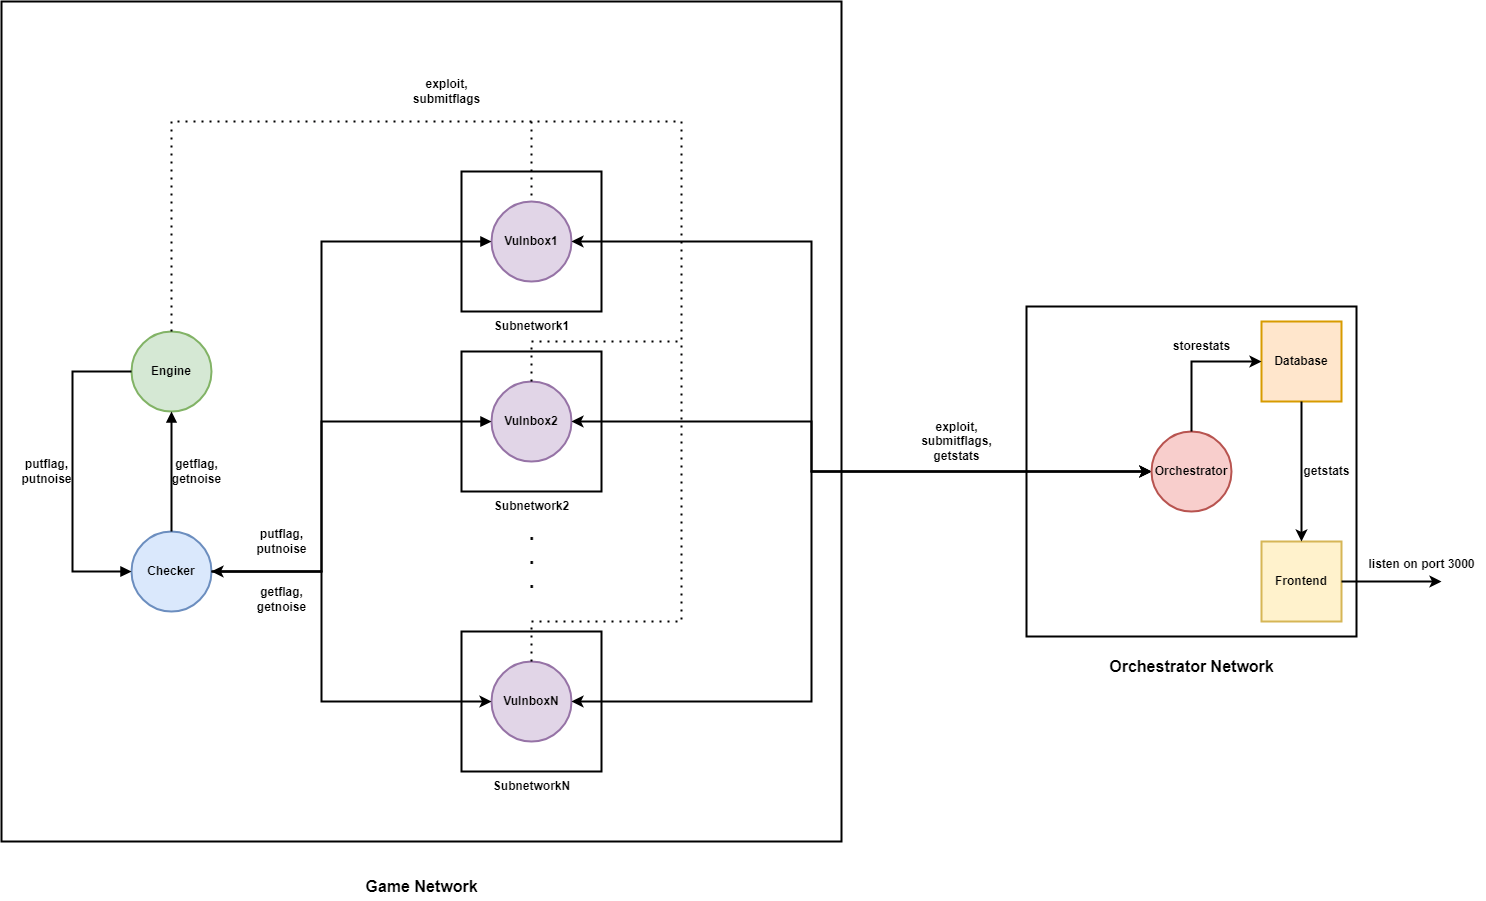 exploit,
submitflags
Vulnbox1
Subnetwork1
Engine
Vulnbox2
Subnetwork2
.
.
.
putflag,
putnoise
getflag,
getnoise
Checker
putflag,
putnoise
getflag,
getnoise
VulnboxN
SubnetworkN
Game Network
exploit,
submitflags,
getstats
storestats
Database
Orchestrator
getstats
Frontend
listen on port 3000
Orchestrator Network